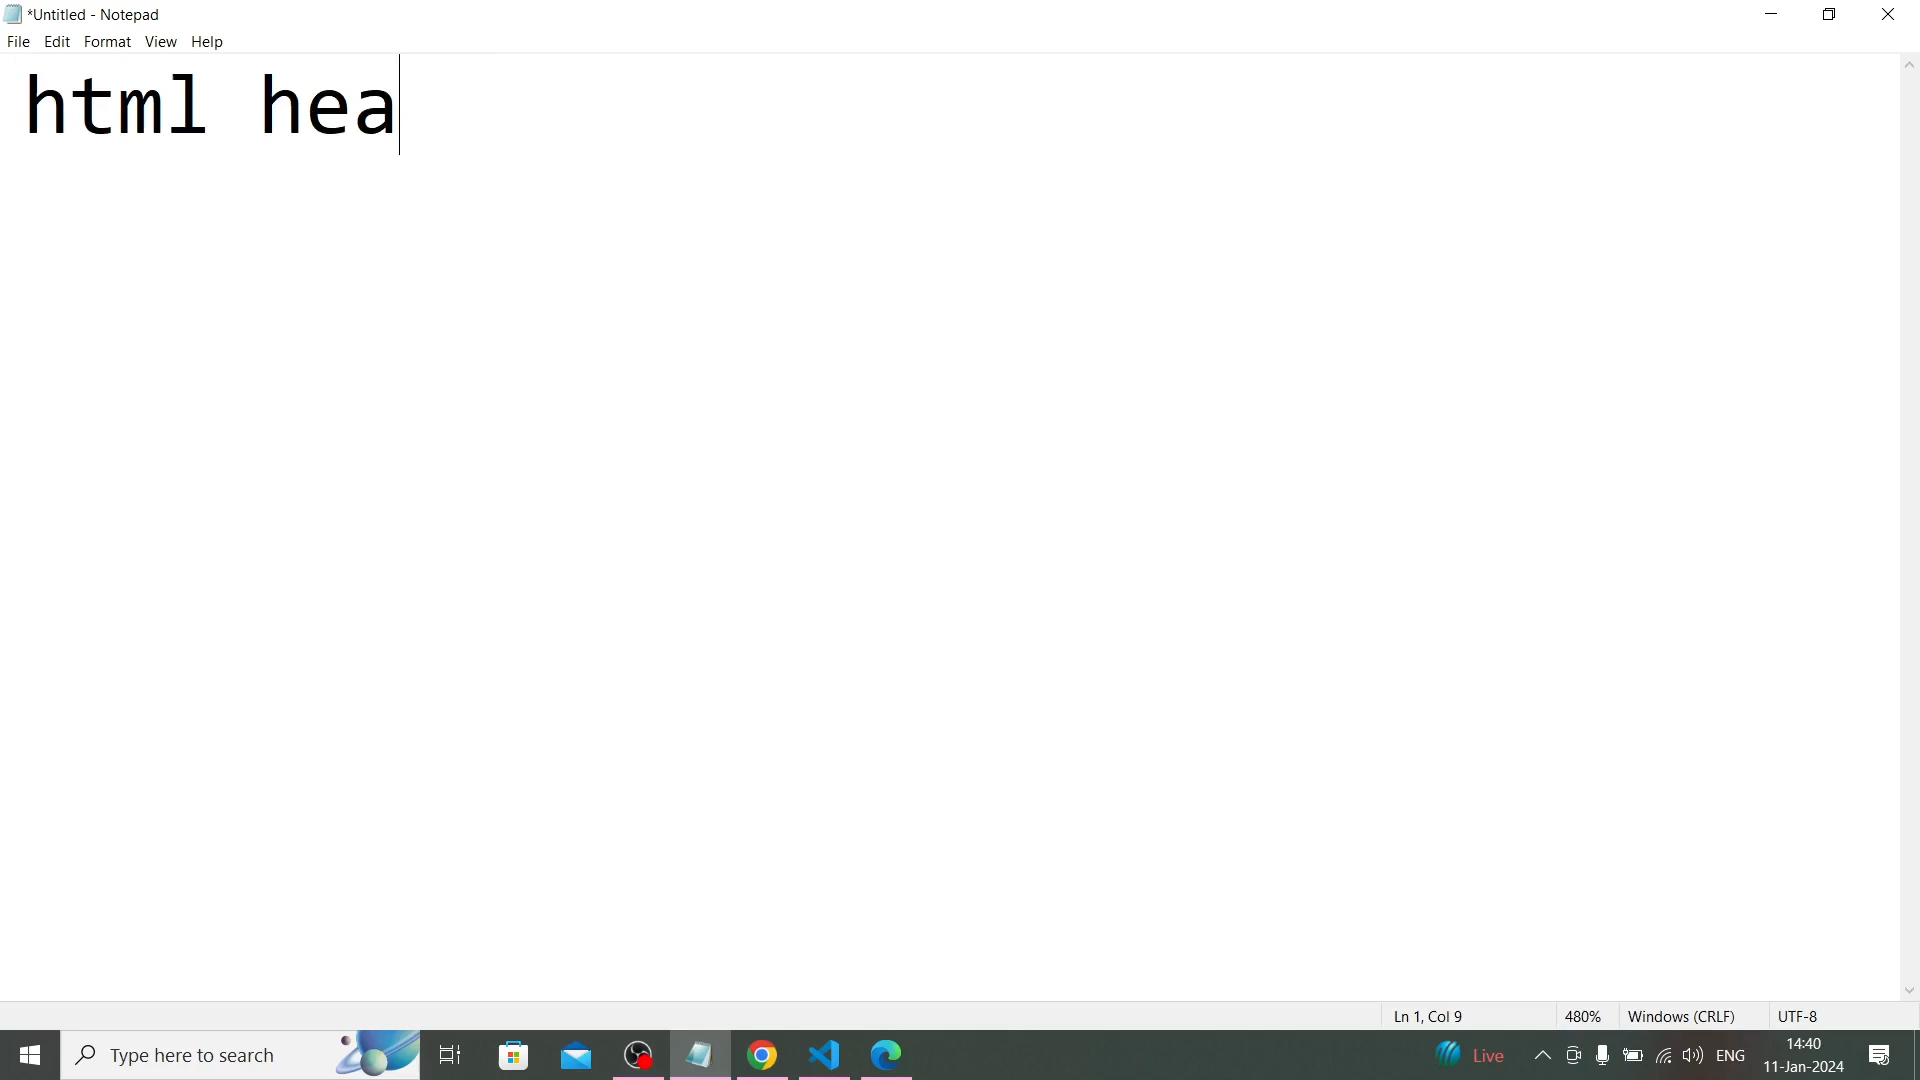 *Untitled - Notepad
File Edit Format View Help
html hea
Ln 1, Col 9 480% Windows (CRLF) UTF-8
Type here to search Live ENG 14:40
11-Jan-2024